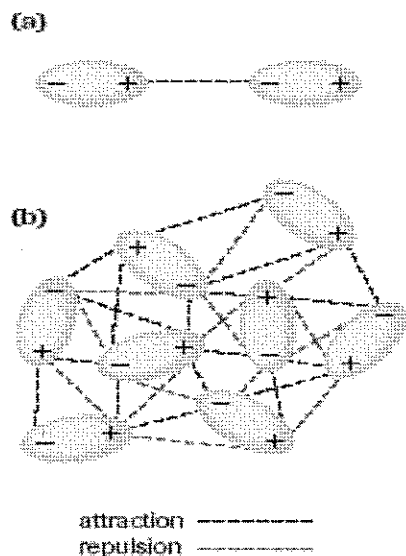 (a)
− + − +
(b)
−
+ +
− − + −
+ − + − +
−
− + +
attraction
repulsion